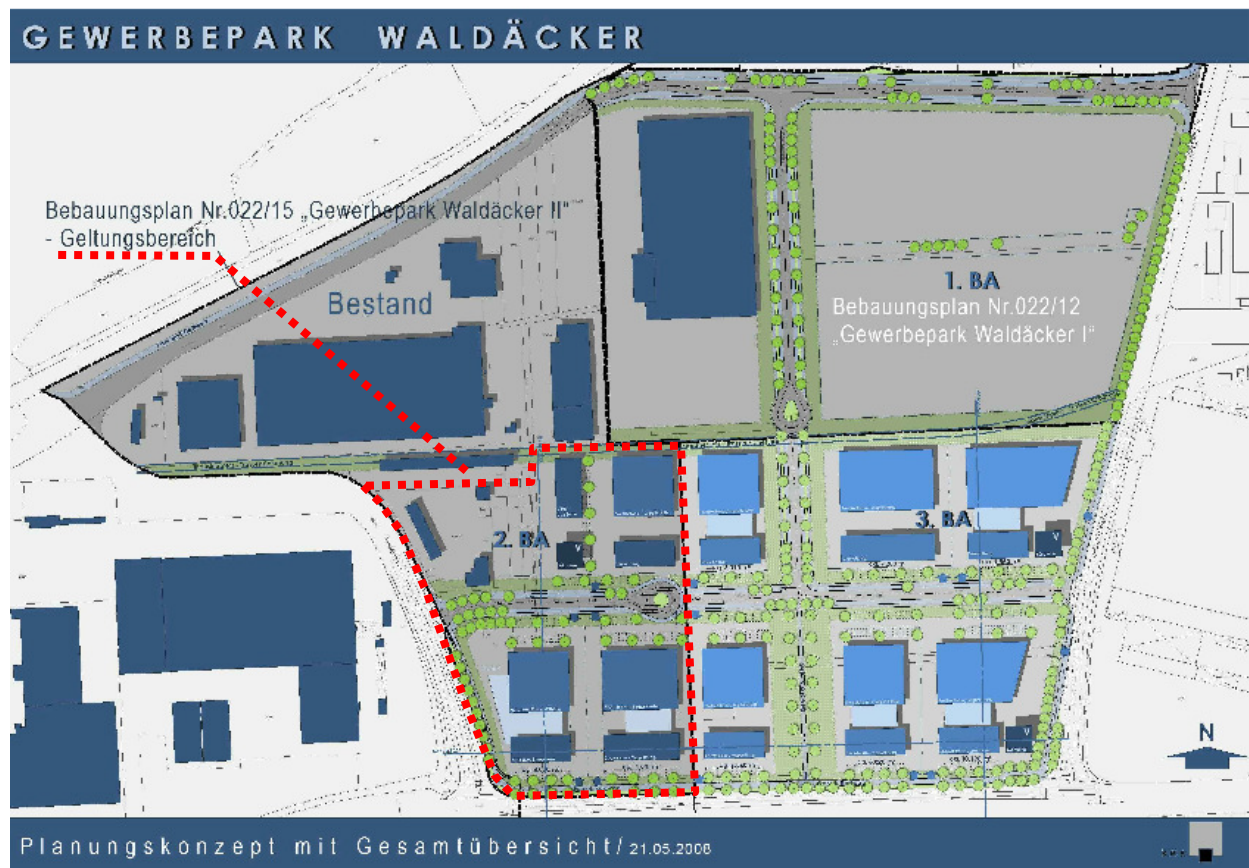 GEWERBEPARK WALDÄCKER
Bebauungsplan Nr.022/15 „Gewerbepark Waldäcker II"
- Geltungsbereich
Bestand
1. BA
Bebauungsplan Nr.022/12
„Gewerbepark Waldäcker I"
2. BA
3. BA
V
V
N
Planungskonzept mit Gesamtübersicht/ 21.05.2008